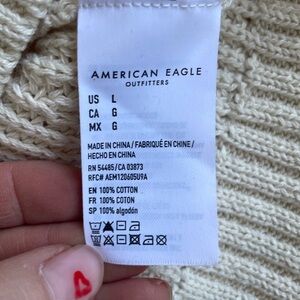 AMERICAN EAGLE
OUTFITTERS
US L
CA G
MX G
MADE IN CHINA / FABRIQUÉ EN CHINE /
HECHO EN CHINA
RN 54485 / CA 03873
RFC# AEM120605U9A
EN 100% COTTON
FR 100% COTON
SP 100% algodón